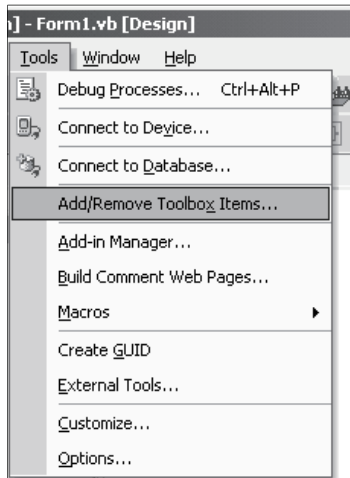 ] - Form1.vb [Design]
Tools Window Help
Debug Processes... Ctrl+Alt+P
Connect to Device...
Connect to Database...
Add/Remove Toolbox Items...
Add-in Manager...
Build Comment Web Pages...
Macros
Create GUID
External Tools...
Customize...
Options...